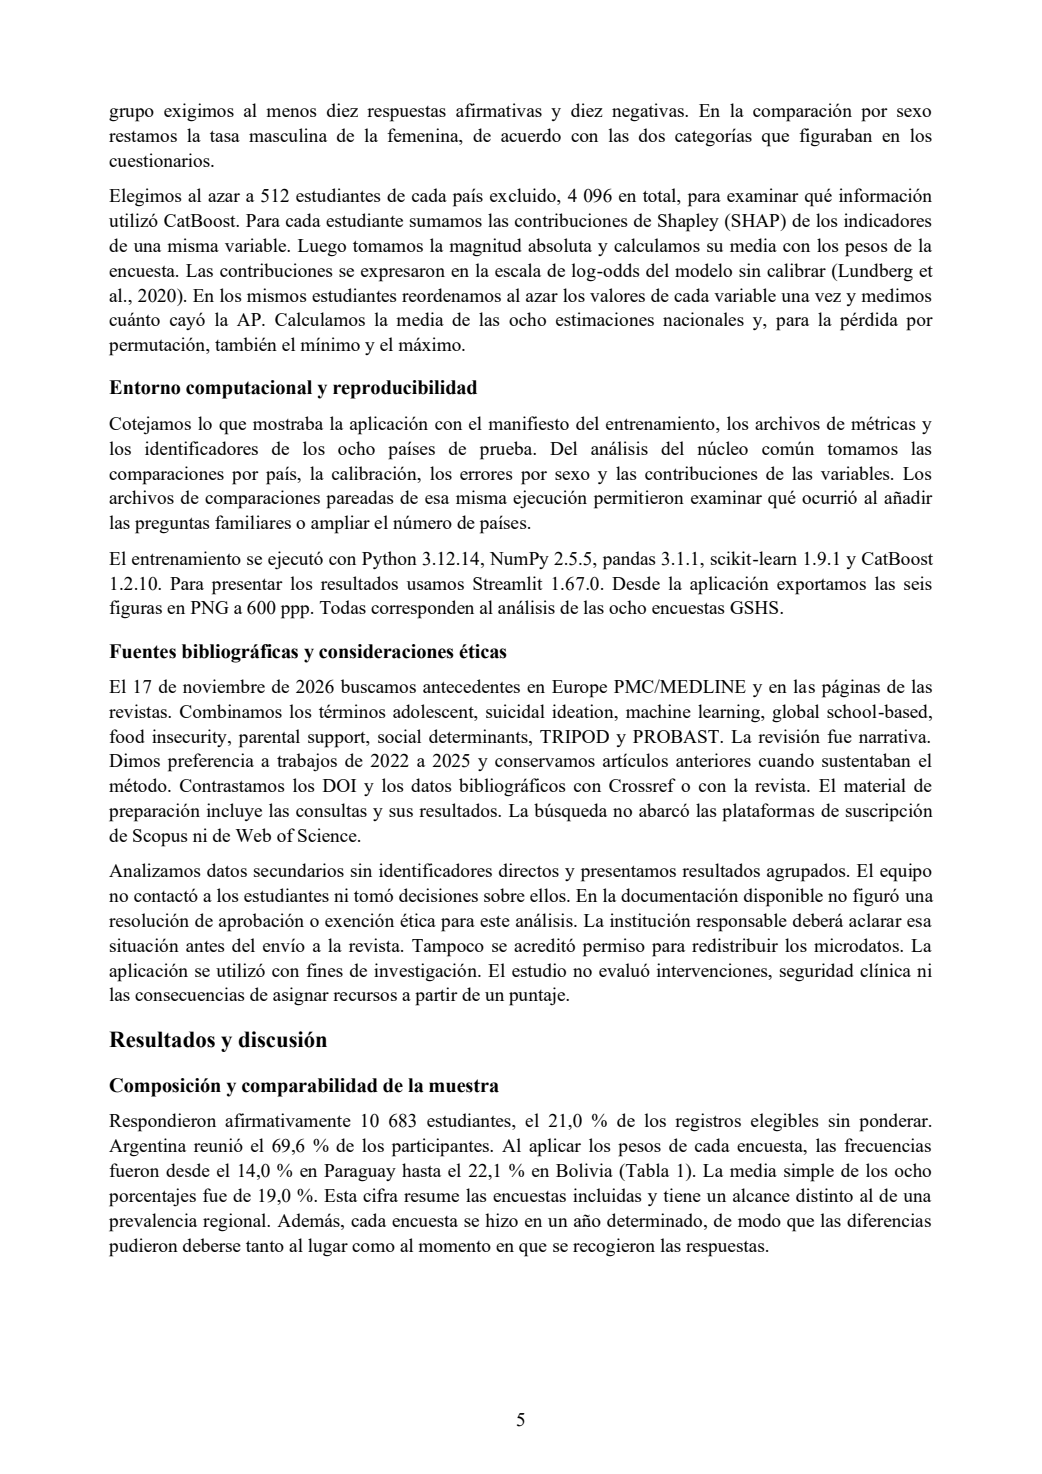 grupo exigimos al menos diez respuestas afirmativas y diez negativas. En la comparación por sexo
restamos la tasa masculina de la femenina, de acuerdo con las dos categorías que figuraban en los
cuestionarios.
Elegimos al azar a 512 estudiantes de cada país excluido, 4 096 en total, para examinar qué información
utilizó CatBoost. Para cada estudiante sumamos las contribuciones de Shapley (SHAP) de los indicadores
de una misma variable. Luego tomamos la magnitud absoluta y calculamos su media con los pesos de la
encuesta. Las contribuciones se expresaron en la escala de log-odds del modelo sin calibrar (Lundberg et
al., 2020). En los mismos estudiantes reordenamos al azar los valores de cada variable una vez y medimos
cuánto cayó la AP. Calculamos la media de las ocho estimaciones nacionales y, para la pérdida por
permutación, también el mínimo y el máximo.
Entorno computacional y reproducibilidad
Cotejamos lo que mostraba la aplicación con el manifiesto del entrenamiento, los archivos de métricas y
los identificadores de los ocho países de prueba. Del análisis del núcleo común tomamos las
comparaciones por país, la calibración, los errores por sexo y las contribuciones de las variables. Los
archivos de comparaciones pareadas de esa misma ejecución permitieron examinar qué ocurrió al añadir
las preguntas familiares o ampliar el número de países.
El entrenamiento se ejecutó con Python 3.12.14, NumPy 2.5.5, pandas 3.1.1, scikit-learn 1.9.1 y CatBoost
1.2.10. Para presentar los resultados usamos Streamlit 1.67.0. Desde la aplicación exportamos las seis
figuras en PNG a 600 ppp. Todas corresponden al análisis de las ocho encuestas GSHS.
Fuentes bibliográficas y consideraciones éticas
El 17 de noviembre de 2026 buscamos antecedentes en Europe PMC/MEDLINE y en las páginas de las
revistas. Combinamos los términos adolescent, suicidal ideation, machine learning, global school-based,
food insecurity, parental support, social determinants, TRIPOD y PROBAST. La revisión fue narrativa.
Dimos preferencia a trabajos de 2022 a 2025 y conservamos artículos anteriores cuando sustentaban el
método. Contrastamos los DOI y los datos bibliográficos con Crossref o con la revista. El material de
preparación incluye las consultas y sus resultados. La búsqueda no abarcó las plataformas de suscripción
de Scopus ni de Web of Science.
Analizamos datos secundarios sin identificadores directos y presentamos resultados agrupados. El equipo
no contactó a los estudiantes ni tomó decisiones sobre ellos. En la documentación disponible no figuró una
resolución de aprobación o exención ética para este análisis. La institución responsable deberá aclarar esa
situación antes del envío a la revista. Tampoco se acreditó permiso para redistribuir los microdatos. La
aplicación se utilizó con fines de investigación. El estudio no evaluó intervenciones, seguridad clínica ni
las consecuencias de asignar recursos a partir de un puntaje.
Resultados y discusión
Composición y comparabilidad de la muestra
Respondieron afirmativamente 10 683 estudiantes, el 21,0 % de los registros elegibles sin ponderar.
Argentina reunió el 69,6 % de los participantes. Al aplicar los pesos de cada encuesta, las frecuencias
fueron desde el 14,0 % en Paraguay hasta el 22,1 % en Bolivia (Tabla 1). La media simple de los ocho
porcentajes fue de 19,0 %. Esta cifra resume las encuestas incluidas y tiene un alcance distinto al de una
prevalencia regional. Además, cada encuesta se hizo en un año determinado, de modo que las diferencias
pudieron deberse tanto al lugar como al momento en que se recogieron las respuestas.
5